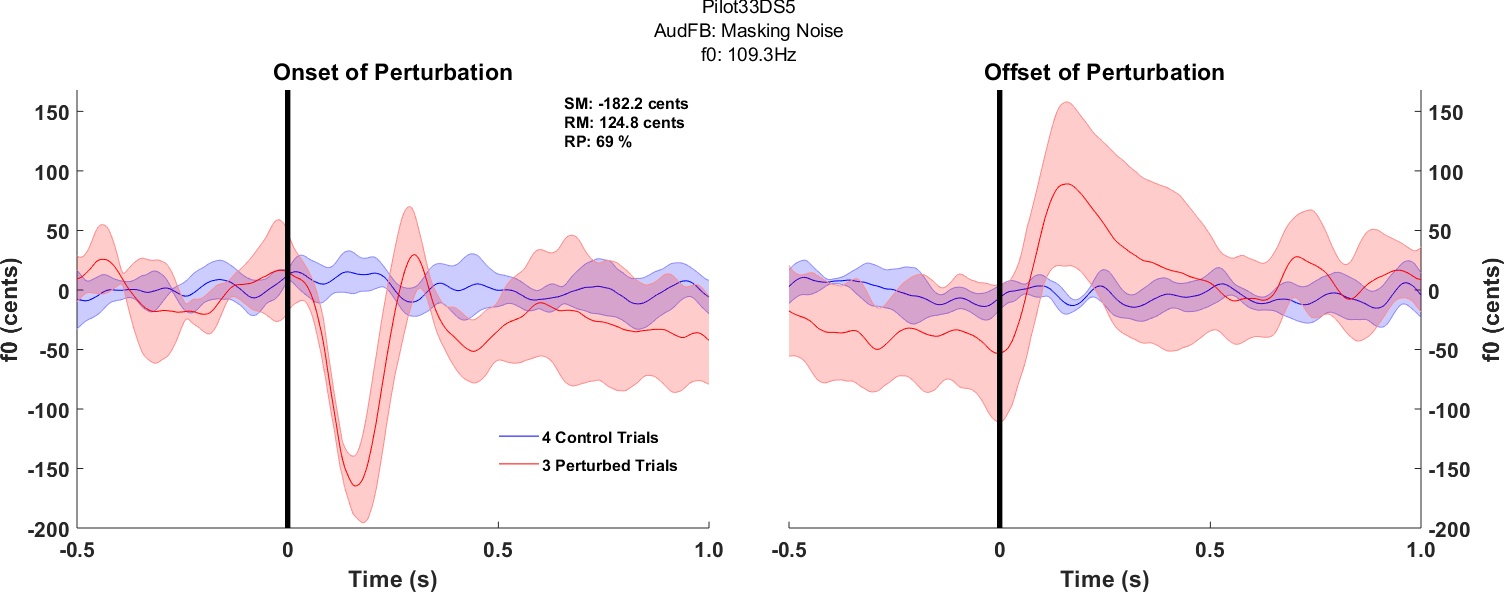 Pilot33DS5
AudFB: Masking Noise
f0: 109.3Hz
Onset of Perturbation
SM: -182.2 cents
RM: 124.8 cents
RP: 69 %
150
100
50
0
-50
-100
-150
-200
f0 (cents)
4 Control Trials
3 Perturbed Trials
-0.5
0
0.5
1.0
Time (s)
Offset of Perturbation
150
100
50
0
-50
-100
-150
-200
f0 (cents)
-0.5
0
0.5
1.0
Time (s)